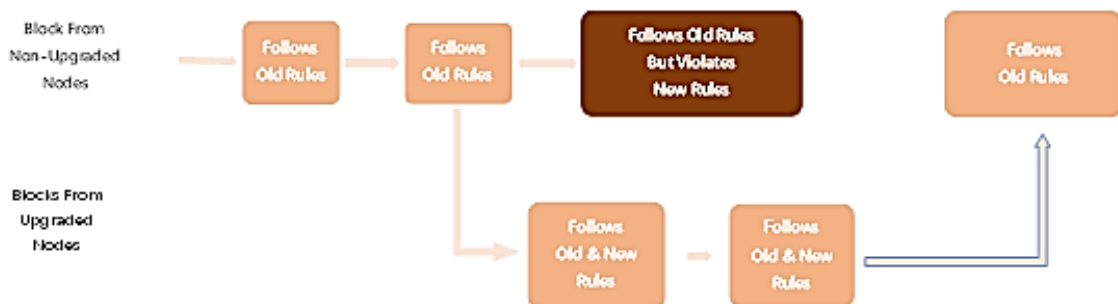 Block From
Non-Upgraded
Nodes
Follows
Old Rules
Follows
Old Rules
Follows Old Rules
But Violates
New Rules
Follows
Old Rules
Blocks From
Upgraded
Nodes
Follows
Old & New
Rules
Follows
Old & New
Rules